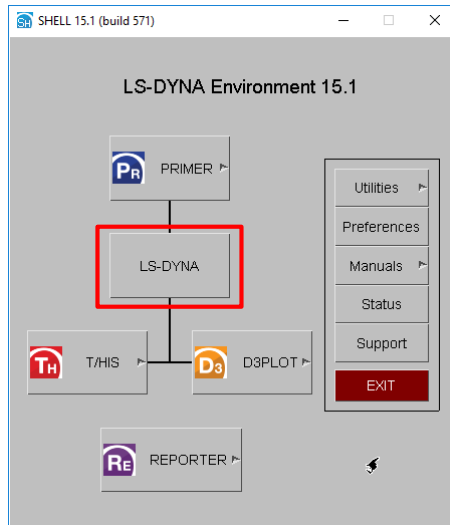 SHELL 15.1 (build 571)
LS-DYNA Environment 15.1
PR PRIMER
LS-DYNA
TH T/HIS
D3 D3PLOT
RE REPORTER
Utilities
Preferences
Manuals
Status
Support
EXIT